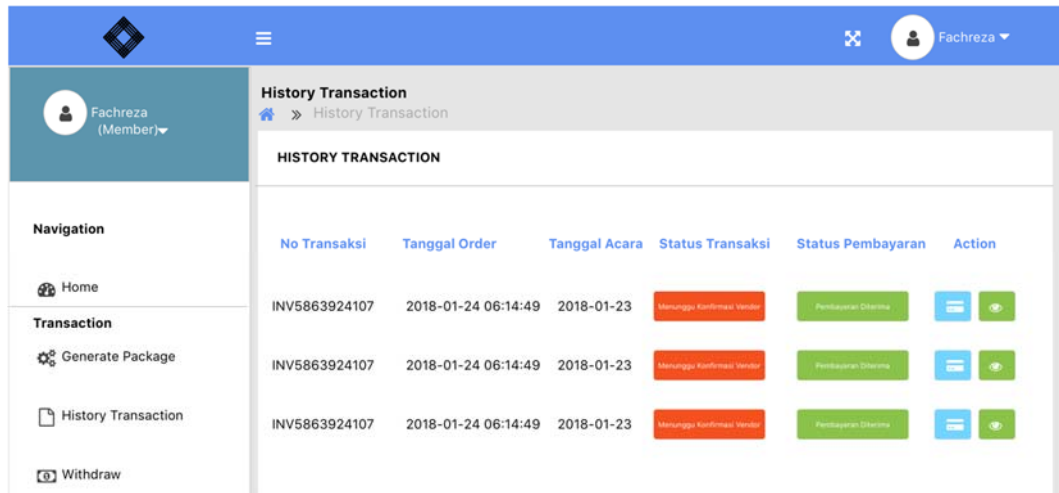 Fachreza
Fachreza
(Member)
History Transaction
History Transaction
HISTORY TRANSACTION
Navigation
Home
Transaction
Generate Package
History Transaction
Withdraw
No Transaksi Tanggal Order Tanggal Acara Status Transaksi Status Pembayaran Action
INV5863924107 2018-01-24 06:14:49 2018-01-23 Menunggu Konfirmasi Vendor Pembayaran Diterima
INV5863924107 2018-01-24 06:14:49 2018-01-23 Menunggu Konfirmasi Vendor Pembayaran Diterima
INV5863924107 2018-01-24 06:14:49 2018-01-23 Menunggu Konfirmasi Vendor Pembayaran Diterima